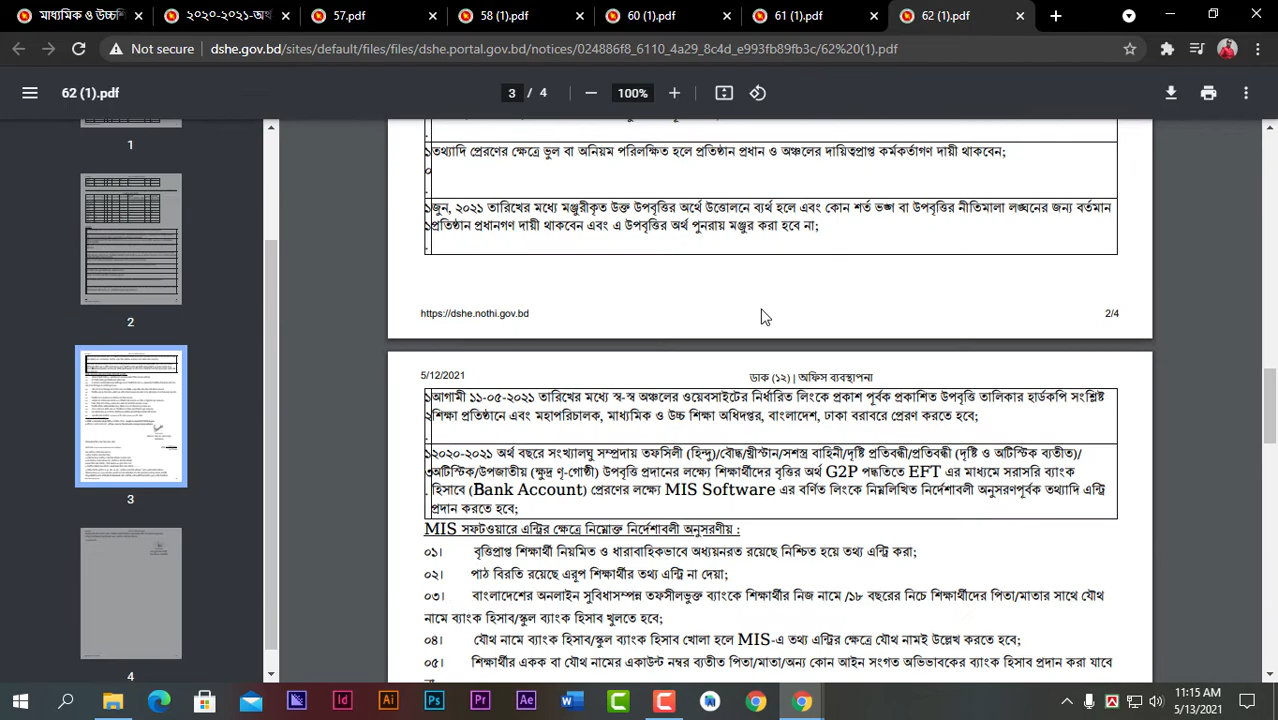 মাধ্যমিক ও উচ্চশি
২০২০-২০২১-অর্থ
57.pdf
58 (1).pdf
60 (1).pdf
61 (1).pdf
62 (1).pdf
Not secure
dshe.gov.bd/sites/default/files/files/dshe.portal.gov.bd/notices/024886f8_6110_4a29_8c4d_e993fb89fb3c/62%20(1).pdf
62 (1).pdf
3 / 4
100%
1
2
3
4
১তথ্যাদি প্রেরণের ক্ষেত্রে ভুল বা অনিয়ম পরিলক্ষিত হলে প্রতিষ্ঠান প্রধান ও অঞ্চলের দায়িত্বপ্রাপ্ত কর্মকর্তাগণ দায়ী থাকবেন;
০
.
১জুন, ২০২১ তারিখের মধ্যে মঞ্জুরীকৃত উক্ত উপবৃত্তির অর্থে উত্তোলনে ব্যর্থ হলে এবং কোন শর্ত ভঙ্গ বা উপবৃত্তির নীতিমালা লঙ্ঘনের জন্য বর্তমান
১প্রতিষ্ঠান প্রধানগণ দায়ী থাকবেন এবং এ উপবৃত্তির অর্থ পুনরায় মঞ্জুর করা হবে না;
.
https://dshe.nothi.gov.bd
2/4
5/12/2021
ডাক (১২) |
তারিখের মধ্যে স্ব-স্ব অঞ্চলের ওয়েবসাইটের নির্ধারিত
পূর্বক প্রকাশিত উপকার তালিকার হার্ডকপি সংশ্লিষ্ট
শিক্ষা প্রতিষ্ঠানে এবং মহাপরিচালক, মাধ্যমিক ও উচ্চ শিক্ষা অধিদপ্তর, বাংলাদেশ, ঢাকা বরাবরে প্রেরণ করতে হবে;
১২০২০-২০২১ অর্থ বছরের সংখ্যালঘু সম্প্রদায় তফসিলী (হিন্দু)/বৌদ্ধ/খ্রীস্টান/
প্রতিবন্ধী/প্রতিবন্ধী (দৃষ্টি ও অটিস্টিক ব্যতীত)/
অটিস্টিক/উপজাতীয় ক্ষুদ্র নৃগোষ্ঠী উপবৃত্তি প্রদানের লক্ষ্যে শিক্ষার্থীদের বৃত্তির অর্থ G2P পদ্ধতিতে EFT এর মাধ্যমে সরাসরি ব্যাংক
. হিসাবে (Bank Account) প্রেরণের লক্ষ্যে MIS Software এর বর্ণিত লিংকে নিম্নলিখিত নির্দেশাবলী অনুসরণপূর্বক তথ্যাদি এন্ট্রি
প্রদান করতে হবে;
MIS সফটওয়ারে এন্ট্রির ক্ষেত্রে নিম্নোক্ত নির্দেশাবলী অনুসরণীয় :
০১। বৃত্তিপ্রাপ্ত শিক্ষার্থী নিয়মিত ও ধারাবাহিকভাবে অধ্যয়নরত রয়েছে নিশ্চিত হয়ে তথ্য এন্ট্রি করা;
০২। পাঠ বিরতি রয়েছে এরূপ শিক্ষার্থীর তথ্য এন্ট্রি না দেয়া;
০৩। বাংলাদেশের অনলাইন সুবিধাসম্পন্ন তফসীলভুক্ত ব্যাংকে শিক্ষার্থীর নিজ নামে /১৮ বছরের নিচে শিক্ষার্থীদের পিতা/মাতার সাথে যৌথ
নামে ব্যাংক হিসাব/স্কুল ব্যাংক হিসাব খুলতে হবে;
০৪। যৌথ নামে ব্যাংক হিসাব/স্কুল ব্যাংক হিসাব খোলা হলে MIS-এ তথ্য এন্ট্রির ক্ষেত্রে যৌথ নামই উল্লেখ করতে হবে;
০৫। শিক্ষার্থীর একক বা যৌথ নামের একাউন্ট নম্বর ব্যতীত পিতা/মাতা/অন্য কোন আইন সংগত অভিভাবকের ব্যাংক হিসাব প্রদান করা যাবে
11:15 AM
5/13/2021